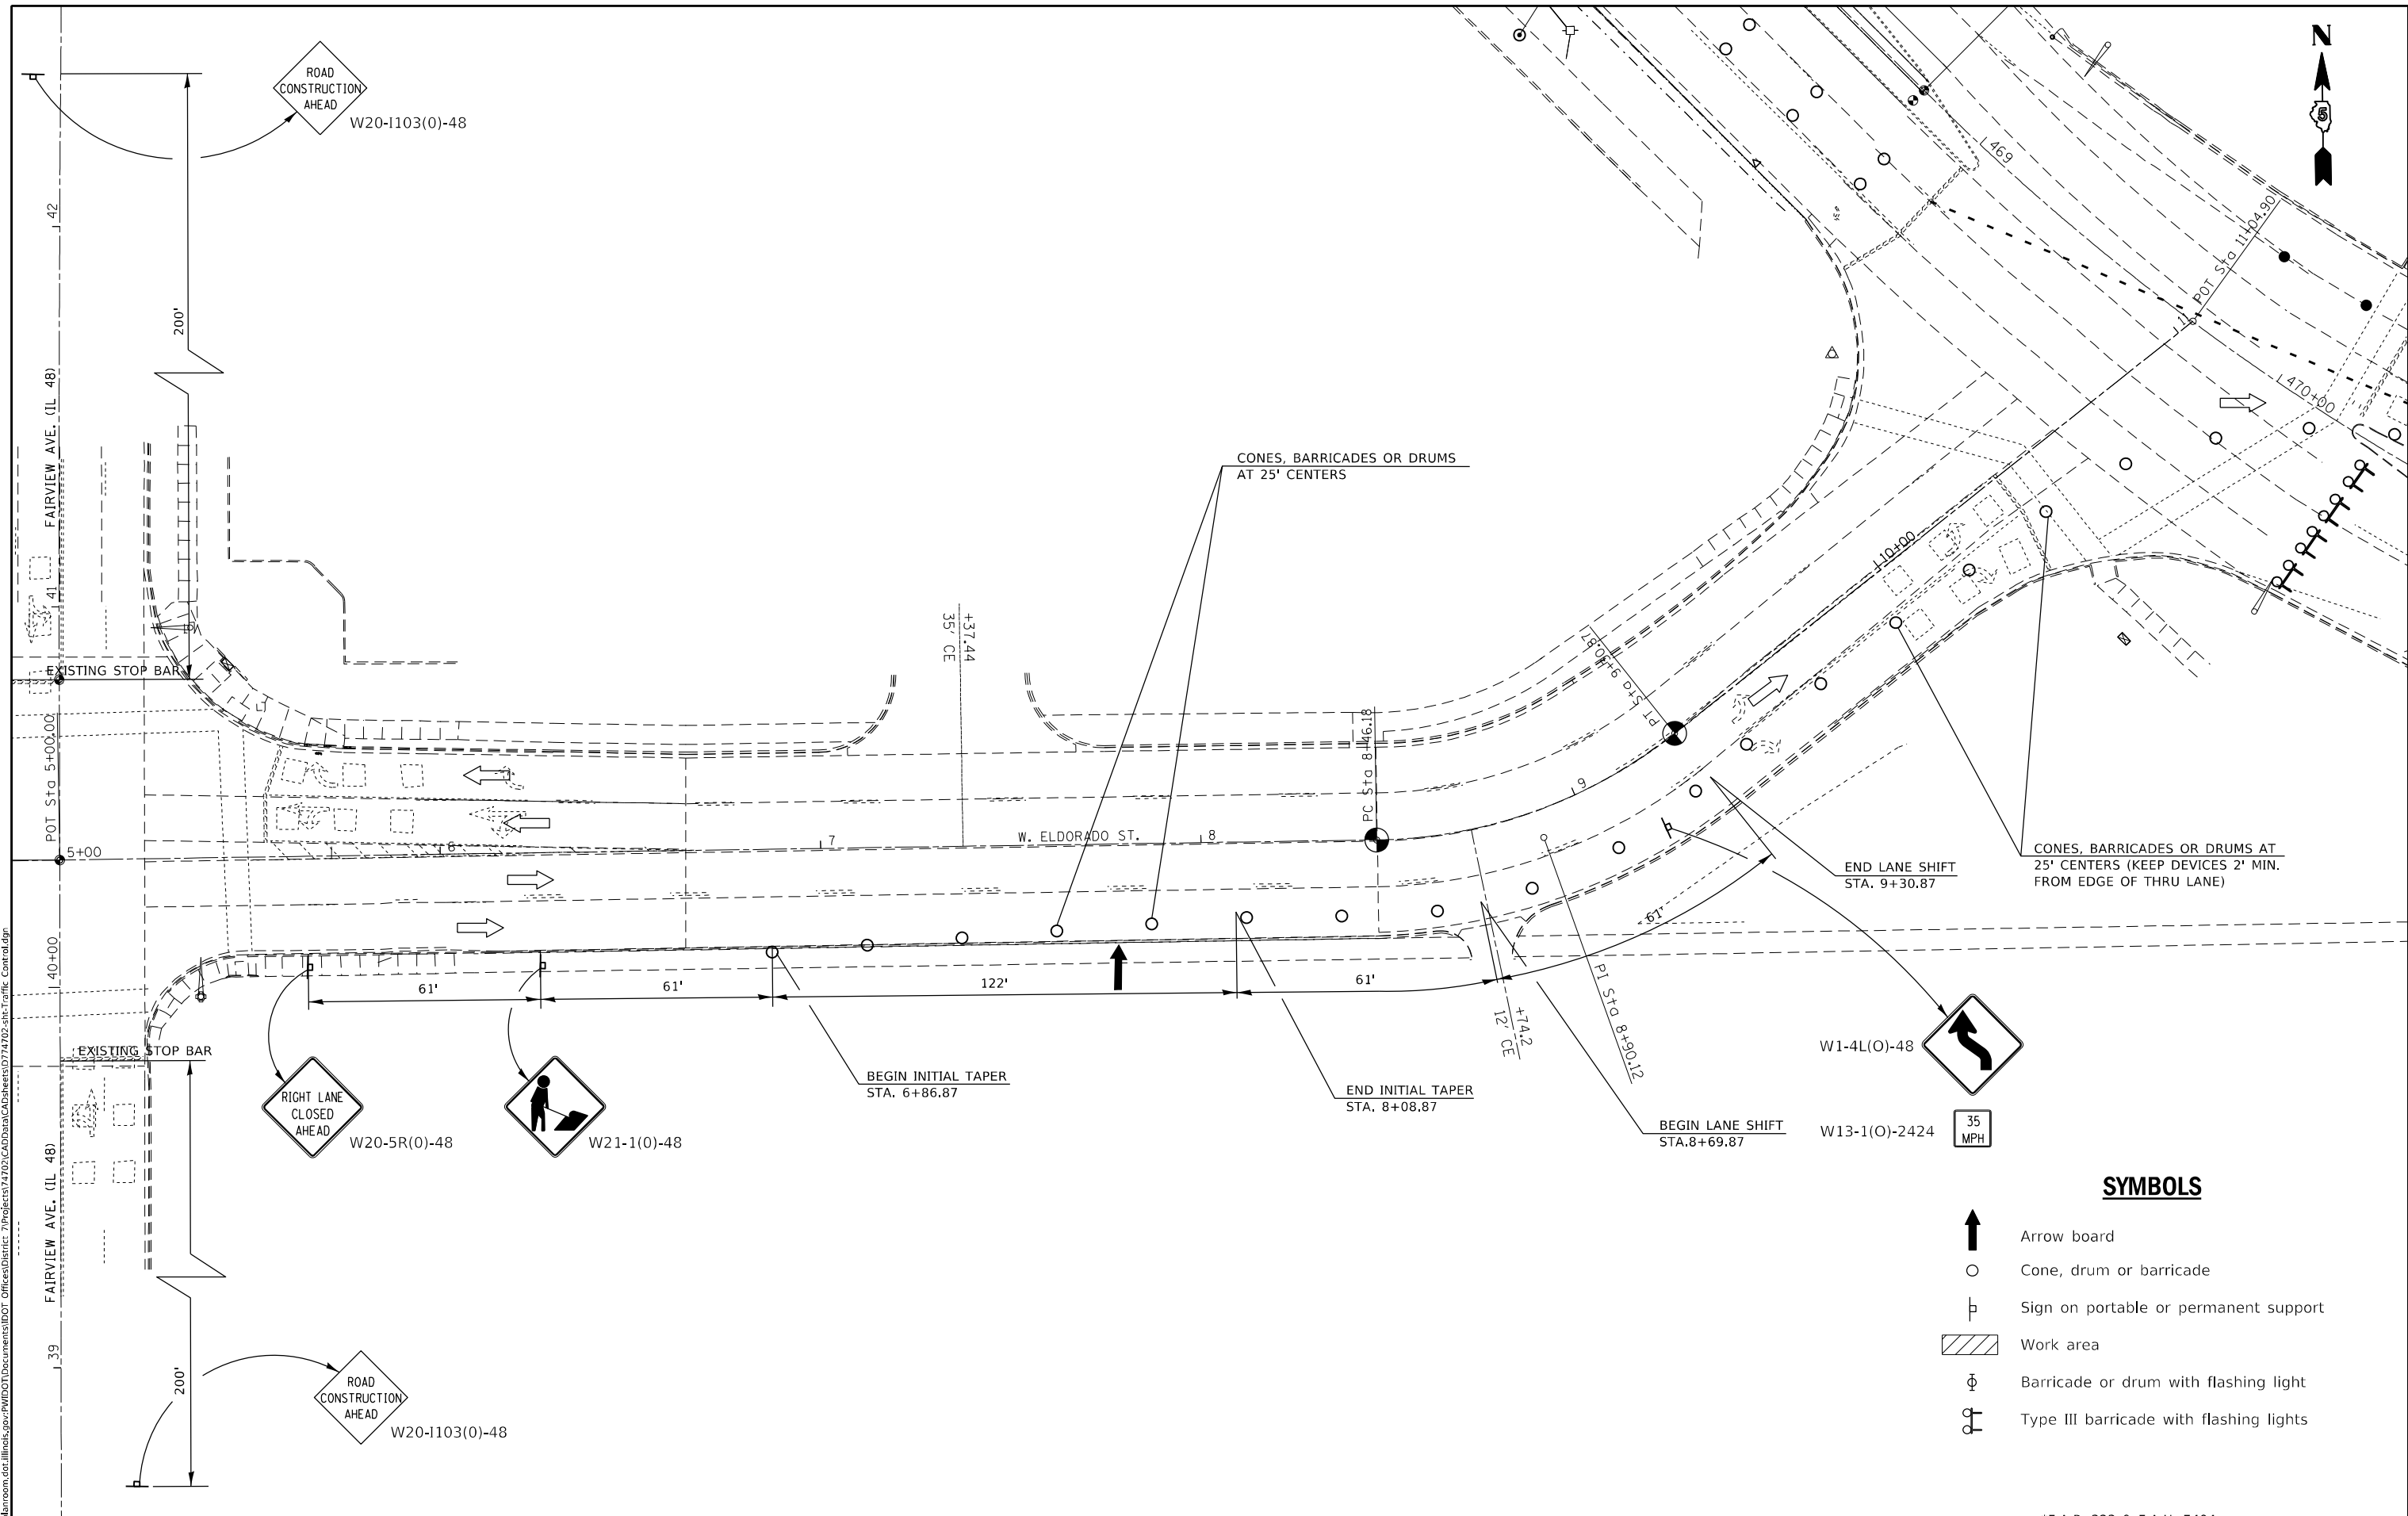 N
5
ROAD
CONSTRUCTION
AHEAD
W20-I103(0)-48
42
200'
FAIRVIEW AVE. (IL 48)
41
EXISTING STOP BAR
POT Sta 5+00.00
5+00
40+00
EXISTING STOP BAR
FAIRVIEW AVE. (IL 48)
39
200'
ROAD
CONSTRUCTION
AHEAD
W20-I103(0)-48
469
POT Sta 11+04.90
11
470+00
CONES, BARRICADES OR DRUMS
AT 25' CENTERS
+37.44
35' CE
6
7
W. ELDORADO ST.
8
PC Sta 8+46.18
9
PT Sta 9+30.87
10+00
END LANE SHIFT
STA. 9+30.87
CONES, BARRICADES OR DRUMS AT
25' CENTERS (KEEP DEVICES 2' MIN.
FROM EDGE OF THRU LANE)
61'
61'
122'
61'
61'
+74.2
12' CE
PI Sta 8+90.12
RIGHT LANE
CLOSED
AHEAD
W20-5R(0)-48
W21-1(0)-48
BEGIN INITIAL TAPER
STA. 6+86.87
END INITIAL TAPER
STA. 8+08.87
BEGIN LANE SHIFT
STA.8+69.87
W1-4L(O)-48
W13-1(O)-2424
35
MPH
SYMBOLS
Arrow board
Cone, drum or barricade
Sign on portable or permanent support
Work area
Barricade or drum with flashing light
Type III barricade with flashing lights